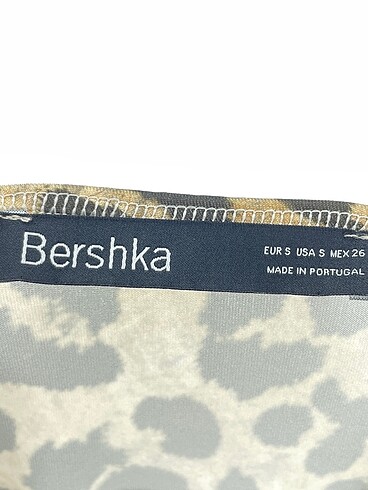 Bershka
EUR S USA S MEX 26
MADE IN PORTUGAL